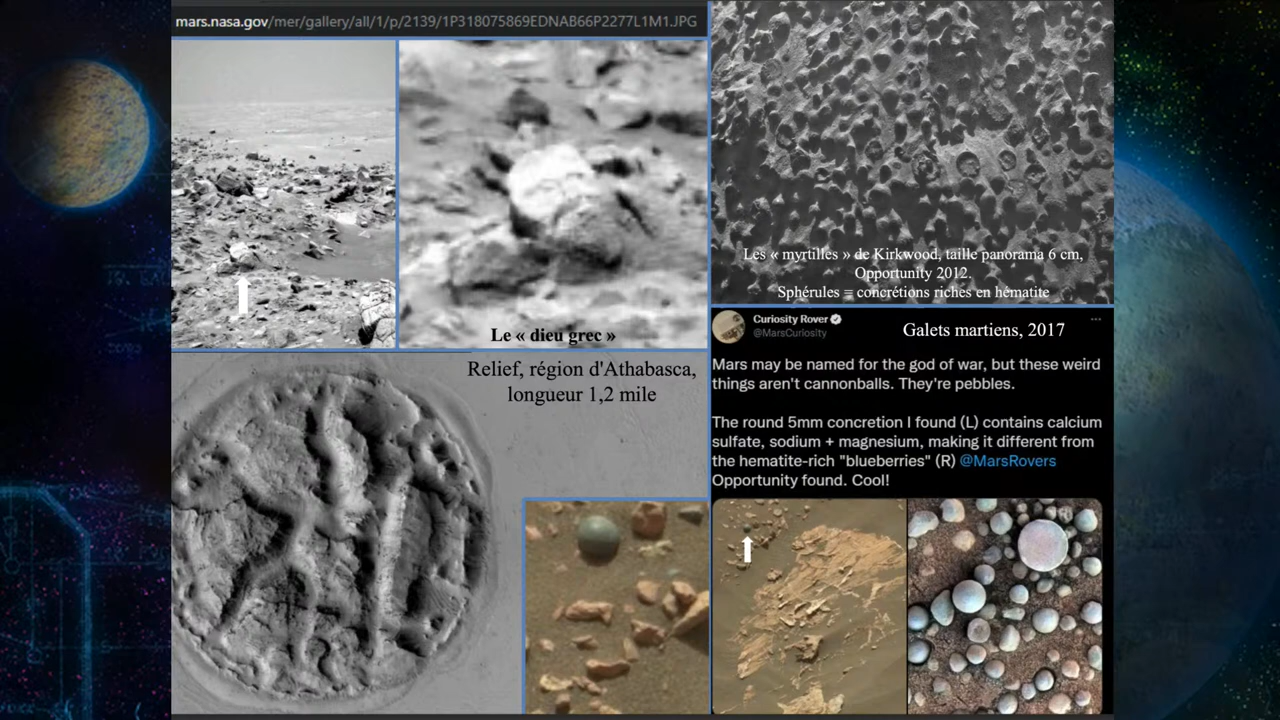 mars.nasa.gov/mer/gallery/all/1/p/2139/1P318075869EDNAB66P2277L1M1.JPG
Le « dieu grec »
Relief, région d'Athabasca,
longueur 1,2 mile
Les « myrtilles » de Kirkwood, taille panorama 6 cm,
Opportunity 2012.
Sphérules ≡ concrétions riches en hématite
Curiosity Rover
@MarsCuriosity
Galets martiens, 2017
Mars may be named for the god of war, but these weird
things aren't cannonballs. They're pebbles.
The round 5mm concretion I found (L) contains calcium
sulfate, sodium + magnesium, making it different from
the hematite-rich "blueberries" (R) @MarsRovers
Opportunity found. Cool!